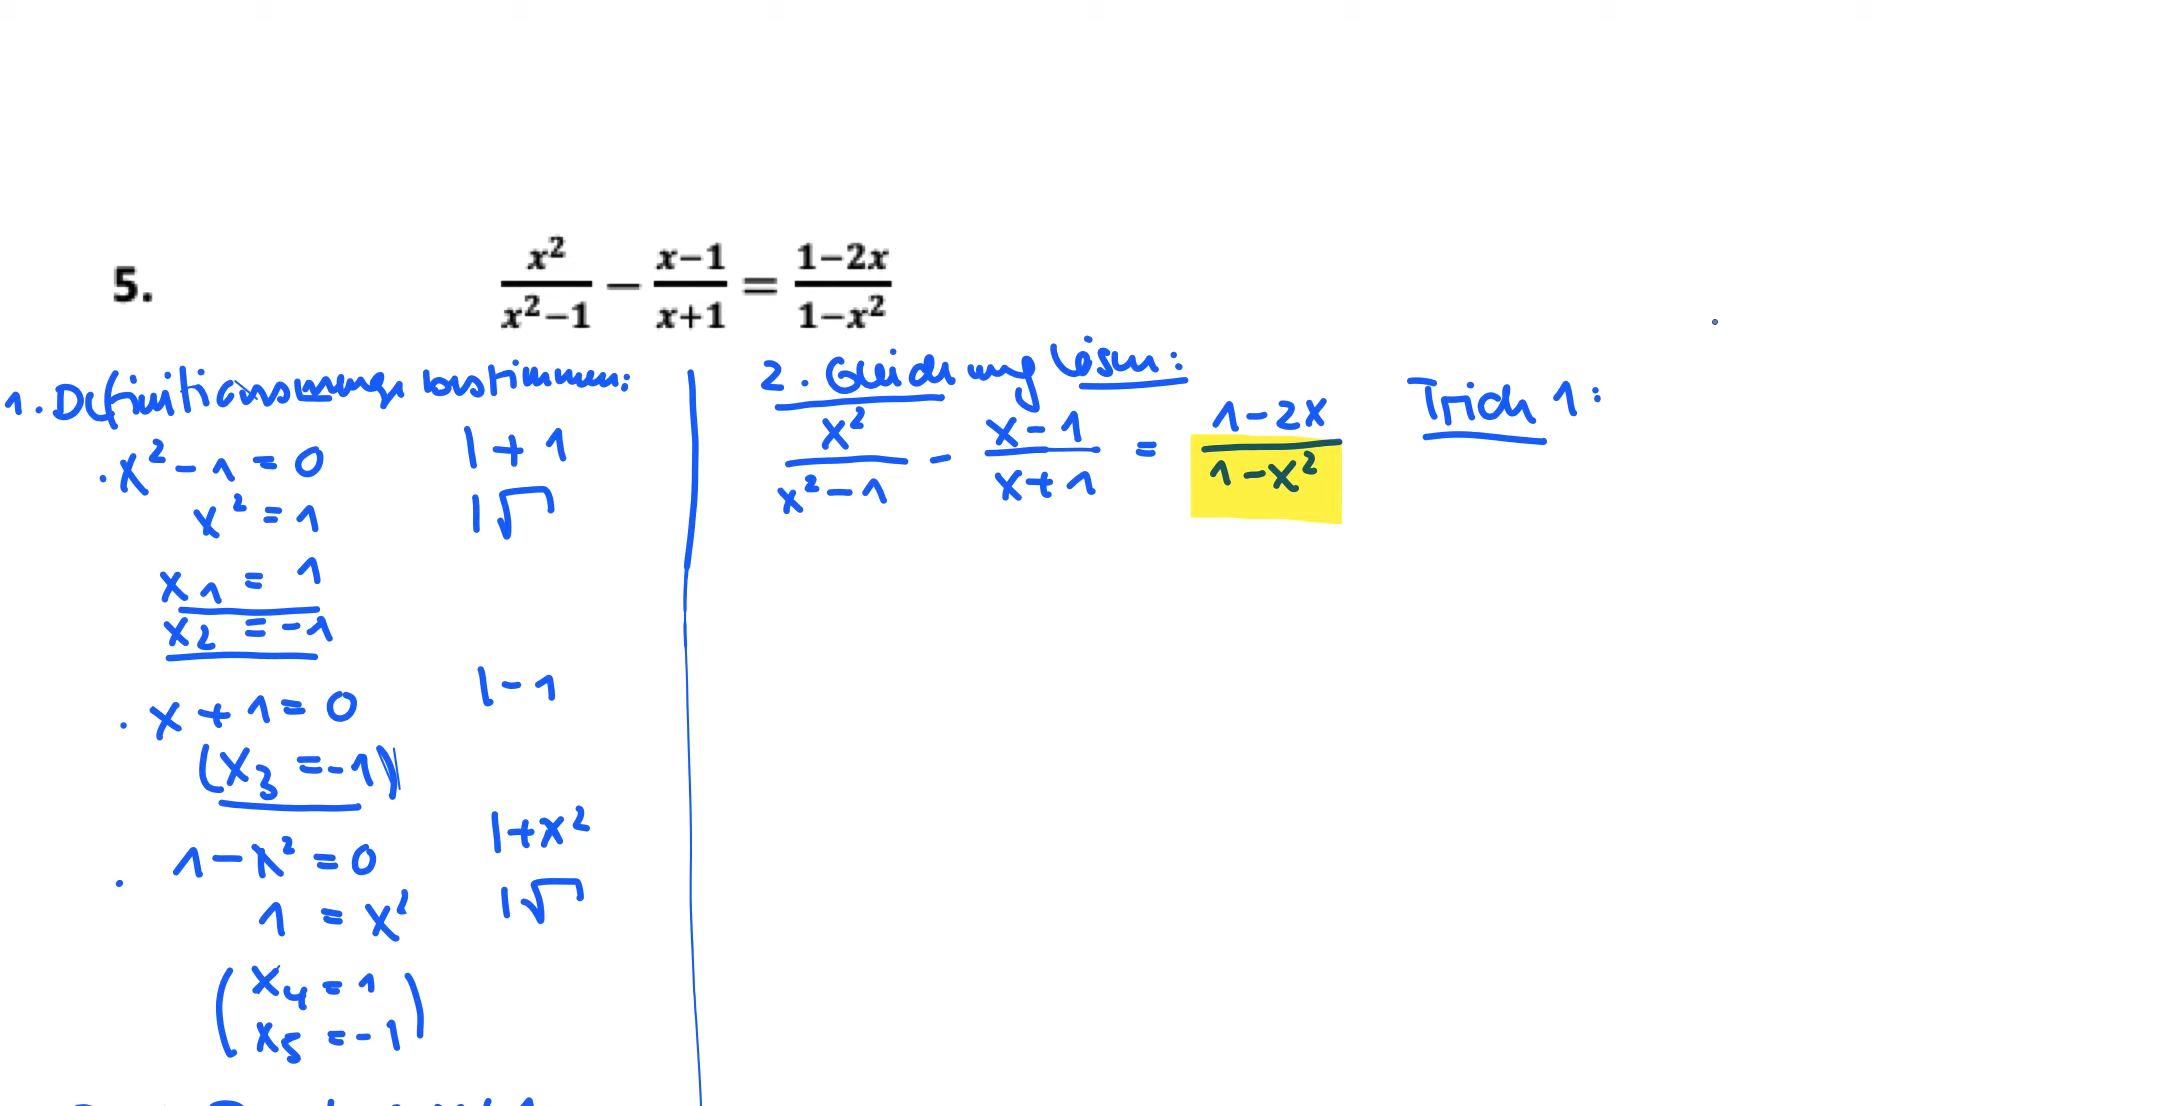 5. x²/(x²−1) − (x−1)/(x+1) = (1−2x)/(1−x²)
1. Definitionsmenge bestimmen:
· x² − 1 = 0 | + 1
x² = 1 | √
x₁ = 1
x₂ = −1
· x + 1 = 0 | − 1
(x₃ = −1)
· 1 − x² = 0 | + x²
1 = x² | √
(x₄ = 1
x₅ = −1)
2. Gleichung lösen:
x²/(x²−1) − (x−1)/(x+1) = (1−2x)/(1−x²)
Trick 1: